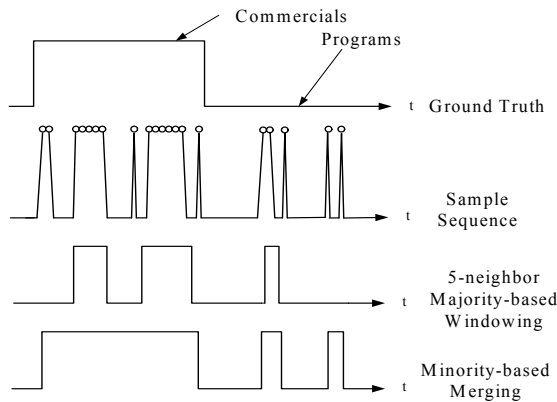 Commercials
Programs
t Ground Truth
t Sample
Sequence
t 5-neighbor
Majority-based
Windowing
t Minority-based
Merging